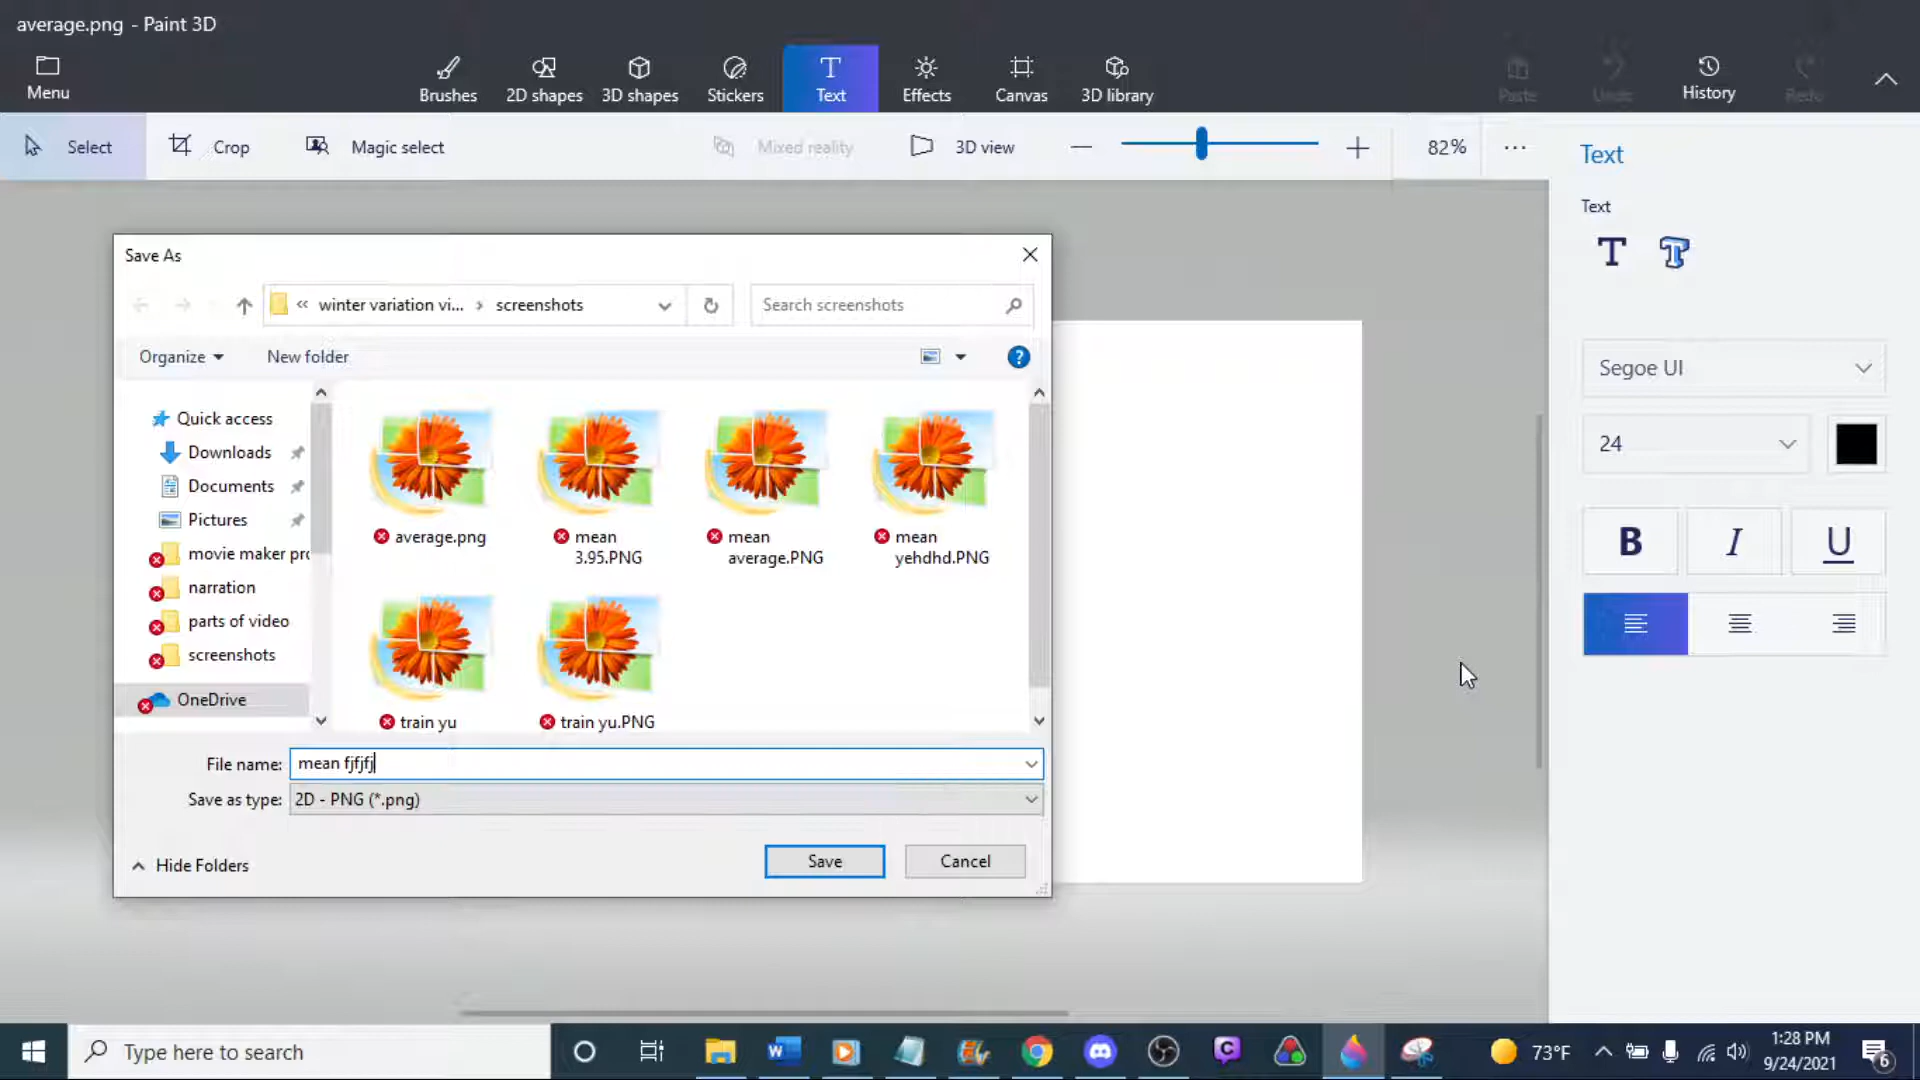 average.png - Paint 3D
Menu
Brushes
2D shapes
3D shapes
Stickers
Text
Effects
Canvas
3D library
Paste
Undo
History
Redo
Select
Crop
Magic select
Mixed reality
3D view
82%
Text
Text
Segoe UI
24
B
I
U
Save As
« winter variation vi... › screenshots
Search screenshots
Organize
New folder
Quick access
Downloads
Documents
Pictures
movie maker pro
narration
parts of video
screenshots
OneDrive
average.png
mean
3.95.PNG
mean
average.PNG
mean
yehdhd.PNG
train yu
train yu.PNG
File name: mean fjfjfj
Save as type: 2D - PNG (*.png)
Hide Folders
Save
Cancel
Type here to search
73°F
1:28 PM
9/24/2021
6